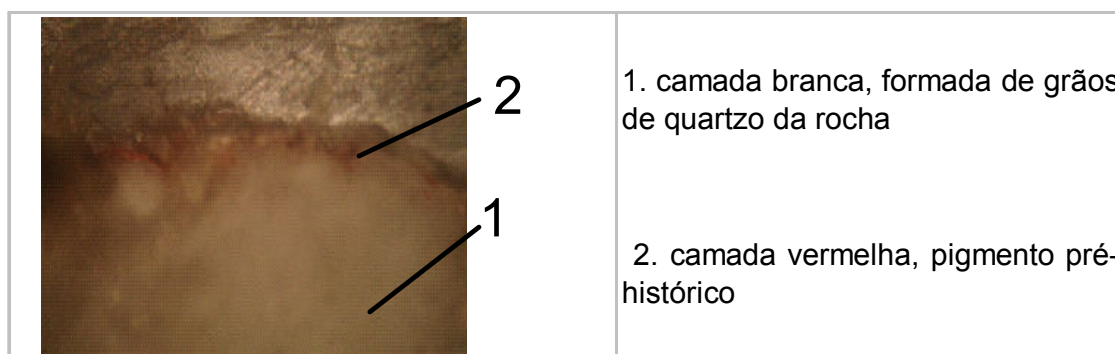 2
1
1. camada branca, formada de grãos
de quartzo da rocha
2. camada vermelha, pigmento pré-
histórico